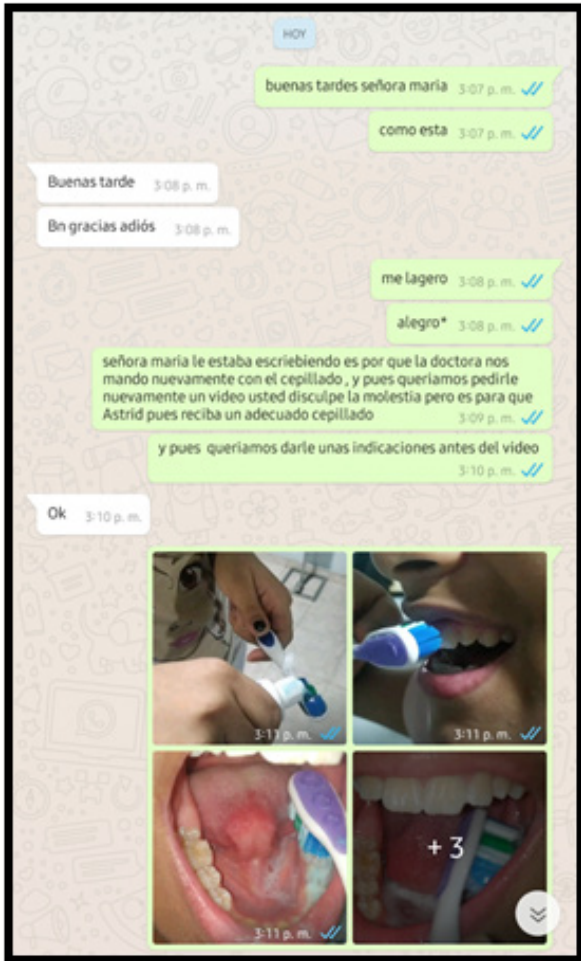 HOY
buenas tardes señora maria 3:07 p. m.
como esta 3:07 p. m.
Buenas tarde 3:08 p. m.
Bn gracias adiós 3:08 p. m.
me lagero 3:08 p. m.
alegro* 3:08 p. m.
señora maria le estaba escriebiendo es por que la doctora nos
mando nuevamente con el cepillado , y pues queriamos pedirle
nuevamente un video usted disculpe la molestia pero es para que
Astrid pues reciba un adecuado cepillado 3:09 p. m.
y pues queriamos darle unas indicaciones antes del video
3:10 p. m.
Ok 3:10 p. m.
3:11 p. m.
3:11 p. m.
3:11 p. m.
+ 3